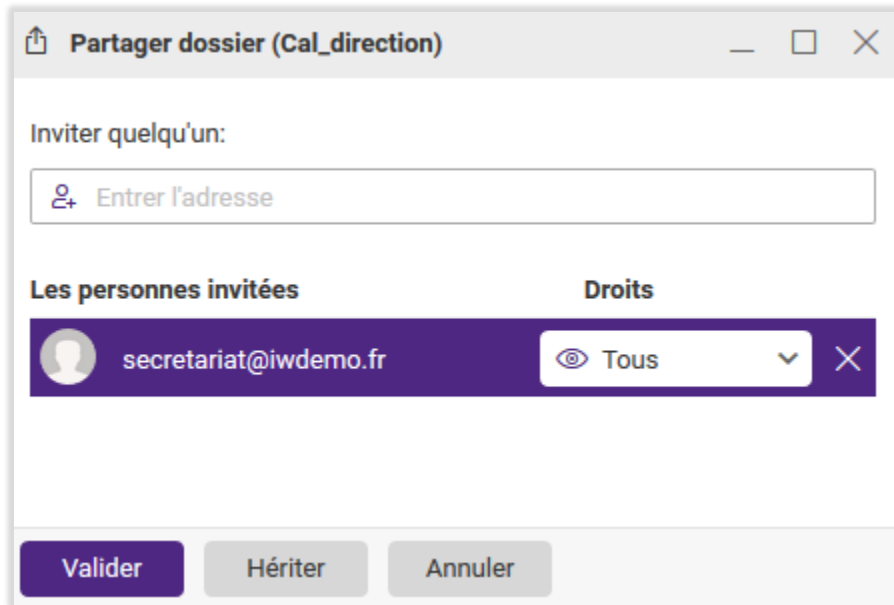 Partager dossier (Cal_direction)
Inviter quelqu'un:
Entrer l'adresse
Les personnes invitées Droits
secretariat@iwdemo.fr Tous
Valider Hériter Annuler